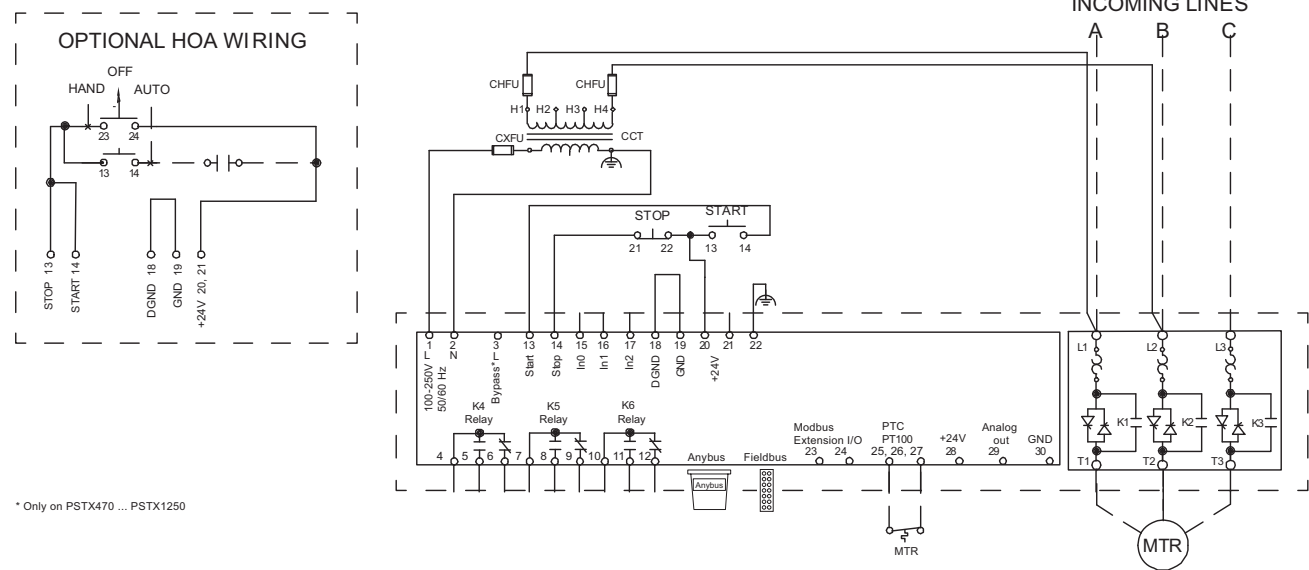 INCOMING LINES
A B C
OPTIONAL HOA WIRING
OFF
HAND AUTO
23 24
13 14
STOP 13
START 14
DGND 18
GND 19
+24V 20, 21
CHFU CHFU
H1 H2 H3 H4
CXFU CCT
STOP START
21 22 13 14
1 2 3 13 14 15 16 17 18 19 20 21 22
L N Bypass*L Start Stop In0 In1 In2 DGND GND +24V
100-250V
50/60 Hz
K4 K5 K6
Relay Relay Relay
4 5 6 7 8 9 10 11 12
Anybus Fieldbus
Anybus
Modbus
Extension I/O
23 24
PTC
PT100
25, 26, 27
+24V
28
Analog
out
29
GND
30
MTR
L1 L2 L3
K1 K2 K3
T1 T2 T3
MTR
* Only on PSTX470 ... PSTX1250